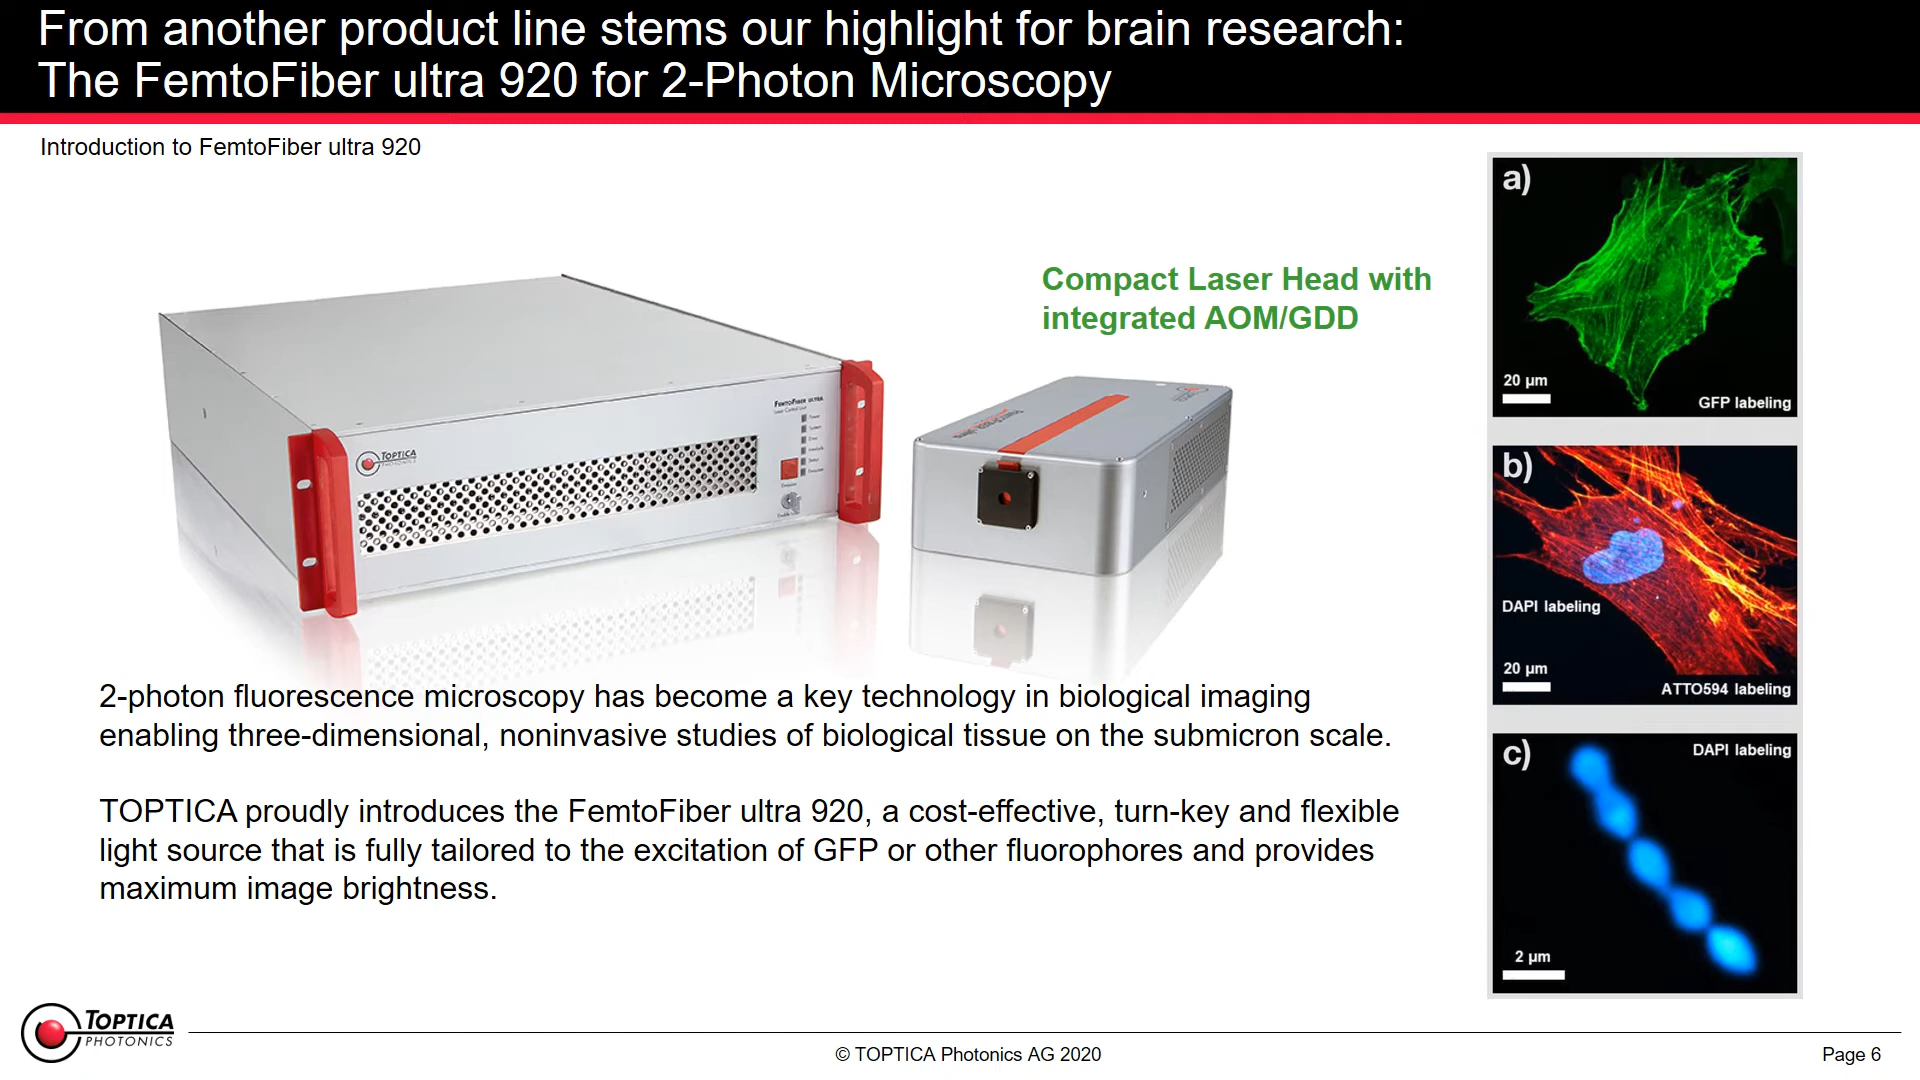 From another product line stems our highlight for brain research:
The FemtoFiber ultra 920 for 2-Photon Microscopy
Introduction to FemtoFiber ultra 920
Compact Laser Head with
integrated AOM/GDD
FEMTOFIBER ULTRA
TOPTICA
PHOTONICS
a)
20 µm
GFP labeling
b)
DAPI labeling
20 µm
ATTO594 labeling
c)
DAPI labeling
2 µm
2-photon fluorescence microscopy has become a key technology in biological imaging
enabling three-dimensional, noninvasive studies of biological tissue on the submicron scale.
TOPTICA proudly introduces the FemtoFiber ultra 920, a cost-effective, turn-key and flexible
light source that is fully tailored to the excitation of GFP or other fluorophores and provides
maximum image brightness.
TOPTICA
PHOTONICS
© TOPTICA Photonics AG 2020
Page 6